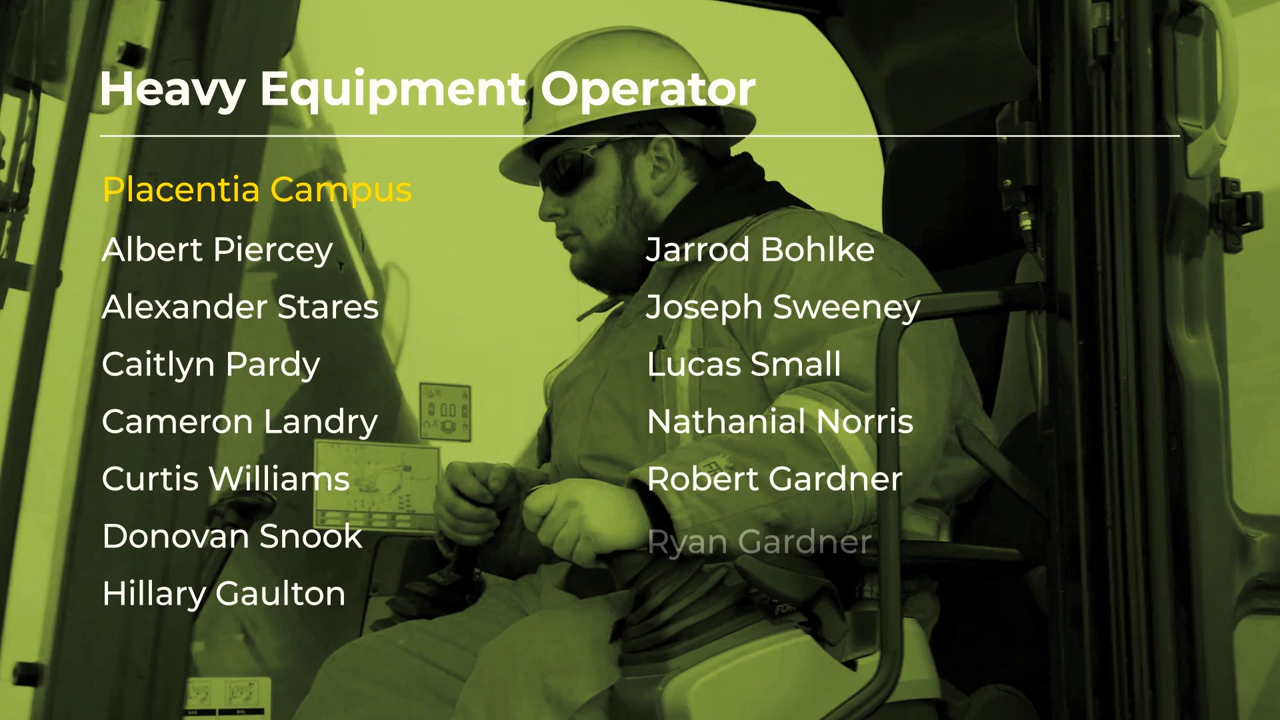 Heavy Equipment Operator
Placentia Campus
Albert Piercey
Alexander Stares
Caitlyn Pardy
Cameron Landry
Curtis Williams
Donovan Snook
Hillary Gaulton
Jarrod Bohlke
Joseph Sweeney
Lucas Small
Nathanial Norris
Robert Gardner
Ryan Gardner